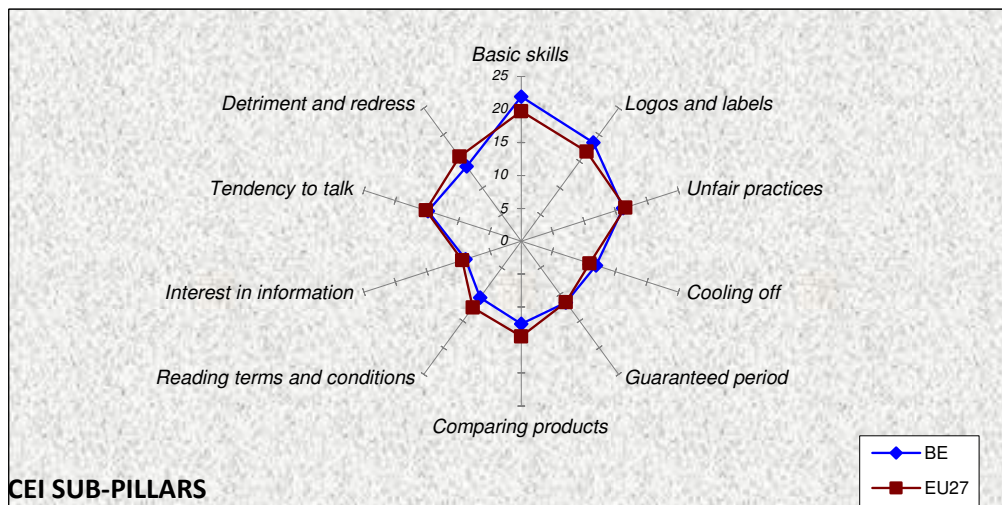 Basic skills
25
Detriment and redress
Logos and labels
20
15
Tendency to talk
10
Unfair practices
5
0
Interest in information
Cooling off
Reading terms and conditions
Guaranteed period
Comparing products
BE
CEI SUB-PILLARS
EU27